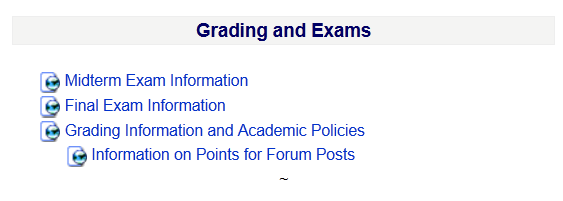 Grading and Exams
Midterm Exam Information
Final Exam Information
Grading Information and Academic Policies
Information on Points for Forum Posts
~